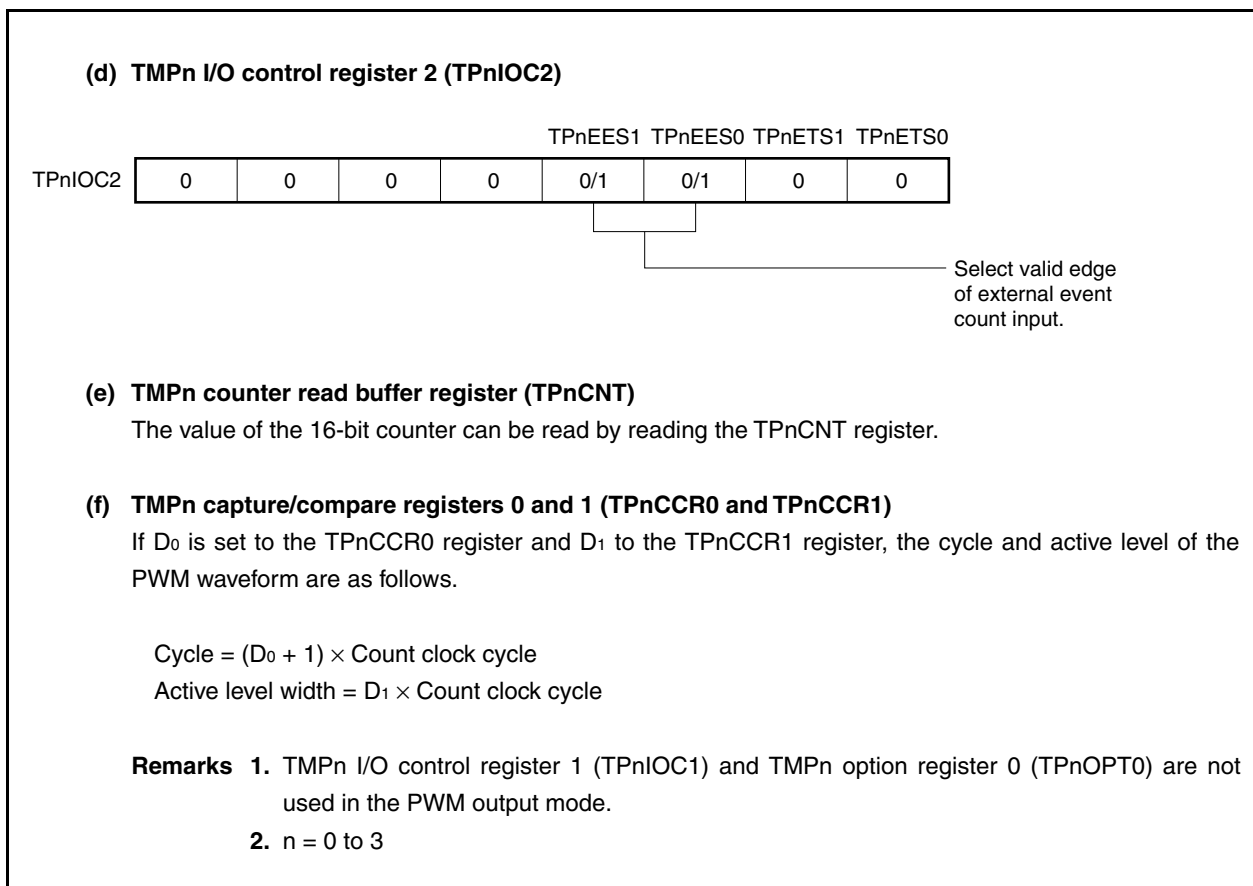 (d) TMPn I/O control register 2 (TPnIOC2)
TPnEES1 TPnEES0 TPnETS1 TPnETS0
TPnIOC2 0 0 0 0 0/1 0/1 0 0
Select valid edge
of external event
count input.
(e) TMPn counter read buffer register (TPnCNT)
The value of the 16-bit counter can be read by reading the TPnCNT register.
(f) TMPn capture/compare registers 0 and 1 (TPnCCR0 and TPnCCR1)
If D0 is set to the TPnCCR0 register and D1 to the TPnCCR1 register, the cycle and active level of the
PWM waveform are as follows.
Cycle = (D0 + 1) × Count clock cycle
Active level width = D1 × Count clock cycle
Remarks 1. TMPn I/O control register 1 (TPnIOC1) and TMPn option register 0 (TPnOPT0) are not
used in the PWM output mode.
2. n = 0 to 3